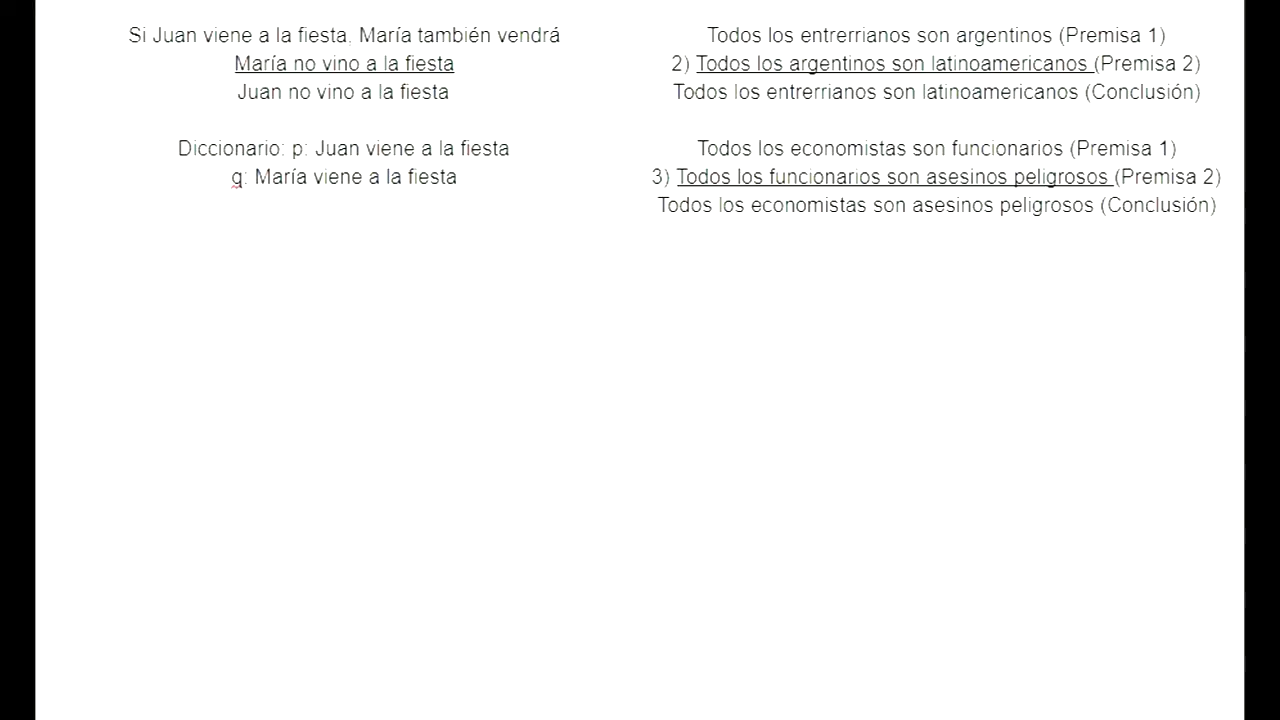 Si Juan viene a la fiesta. María también vendrá
María no vino a la fiesta
Juan no vino a la fiesta
Diccionario: p: Juan viene a la fiesta
q: María viene a la fiesta
Todos los entrerrianos son argentinos (Premisa 1)
2) Todos los argentinos son latinoamericanos (Premisa 2)
Todos los entrerrianos son latinoamericanos (Conclusión)
Todos los economistas son funcionarios (Premisa 1)
3) Todos los funcionarios son asesinos peligrosos (Premisa 2)
Todos los economistas son asesinos peligrosos (Conclusión)